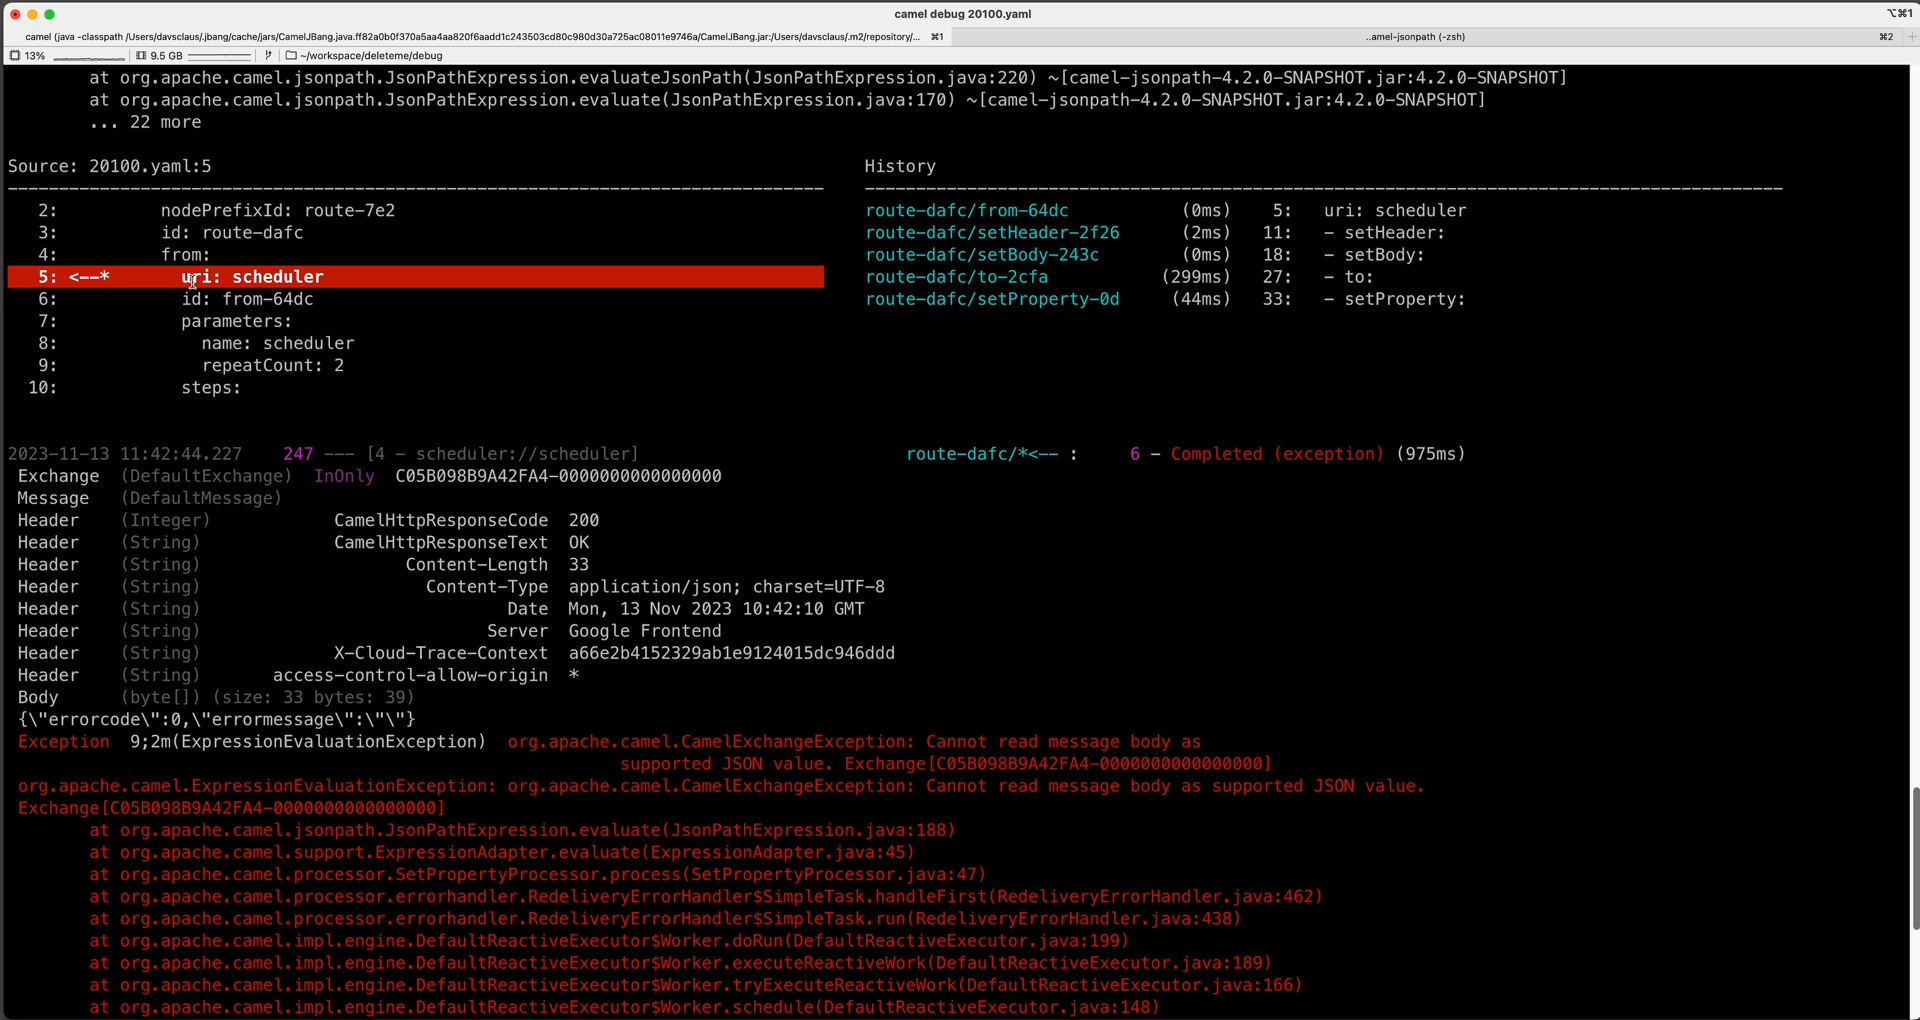 camel debug 20100.yaml
⌥⌘1
camel (java -classpath /Users/davsclaus/.jbang/cache/jars/CamelJBang.java.ff82a0b0f370a5aa4aa820f6aadd1c243503cd80c980d30a725ac08011e9746a/CamelJBang.jar:/Users/davsclaus/.m2/repository/... ⌘1
..amel-jsonpath (-zsh) ⌘2
13% 9.5 GB ~/workspace/deleteme/debug
at org.apache.camel.jsonpath.JsonPathExpression.evaluateJsonPath(JsonPathExpression.java:220) ~[camel-jsonpath-4.2.0-SNAPSHOT.jar:4.2.0-SNAPSHOT]
at org.apache.camel.jsonpath.JsonPathExpression.evaluate(JsonPathExpression.java:170) ~[camel-jsonpath-4.2.0-SNAPSHOT.jar:4.2.0-SNAPSHOT]
... 22 more
Source: 20100.yaml:5 History
2: nodePrefixId: route-7e2 route-dafc/from-64dc (0ms) 5: uri: scheduler
3: id: route-dafc route-dafc/setHeader-2f26 (2ms) 11: - setHeader:
4: from: route-dafc/setBody-243c (0ms) 18: - setBody:
5: <--* uri: scheduler route-dafc/to-2cfa (299ms) 27: - to:
6: id: from-64dc route-dafc/setProperty-0d (44ms) 33: - setProperty:
7: parameters:
8: name: scheduler
9: repeatCount: 2
10: steps:
2023-11-13 11:42:44.227 247 --- [4 - scheduler://scheduler] route-dafc/*<-- : 6 - Completed (exception) (975ms)
Exchange (DefaultExchange) InOnly C05B098B9A42FA4-0000000000000000
Message (DefaultMessage)
Header (Integer) CamelHttpResponseCode 200
Header (String) CamelHttpResponseText OK
Header (String) Content-Length 33
Header (String) Content-Type application/json; charset=UTF-8
Header (String) Date Mon, 13 Nov 2023 10:42:10 GMT
Header (String) Server Google Frontend
Header (String) X-Cloud-Trace-Context a66e2b4152329ab1e9124015dc946ddd
Header (String) access-control-allow-origin *
Body (byte[]) (size: 33 bytes: 39)
{\"errorcode\":0,\"errormessage\":\"\"}
Exception 9;2m(ExpressionEvaluationException) org.apache.camel.CamelExchangeException: Cannot read message body as
supported JSON value. Exchange[C05B098B9A42FA4-0000000000000000]
org.apache.camel.ExpressionEvaluationException: org.apache.camel.CamelExchangeException: Cannot read message body as supported JSON value.
Exchange[C05B098B9A42FA4-0000000000000000]
at org.apache.camel.jsonpath.JsonPathExpression.evaluate(JsonPathExpression.java:188)
at org.apache.camel.support.ExpressionAdapter.evaluate(ExpressionAdapter.java:45)
at org.apache.camel.processor.SetPropertyProcessor.process(SetPropertyProcessor.java:47)
at org.apache.camel.processor.errorhandler.RedeliveryErrorHandler$SimpleTask.handleFirst(RedeliveryErrorHandler.java:462)
at org.apache.camel.processor.errorhandler.RedeliveryErrorHandler$SimpleTask.run(RedeliveryErrorHandler.java:438)
at org.apache.camel.impl.engine.DefaultReactiveExecutor$Worker.doRun(DefaultReactiveExecutor.java:199)
at org.apache.camel.impl.engine.DefaultReactiveExecutor$Worker.executeReactiveWork(DefaultReactiveExecutor.java:189)
at org.apache.camel.impl.engine.DefaultReactiveExecutor$Worker.tryExecuteReactiveWork(DefaultReactiveExecutor.java:166)
at org.apache.camel.impl.engine.DefaultReactiveExecutor$Worker.schedule(DefaultReactiveExecutor.java:148)